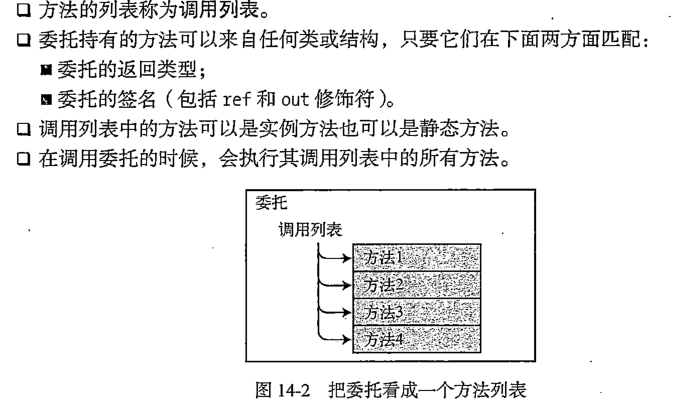 方法的列表称为调用列表。
委托持有的方法可以来自任何类或结构，只要它们在下面两方面匹配：
委托的返回类型；
委托的签名（包括 ref 和 out 修饰符）。
调用列表中的方法可以是实例方法也可以是静态方法。
在调用委托的时候，会执行其调用列表中的所有方法。
委托
调用列表
方法1
方法2
方法3
方法4
图 14-2 把委托看成一个方法列表